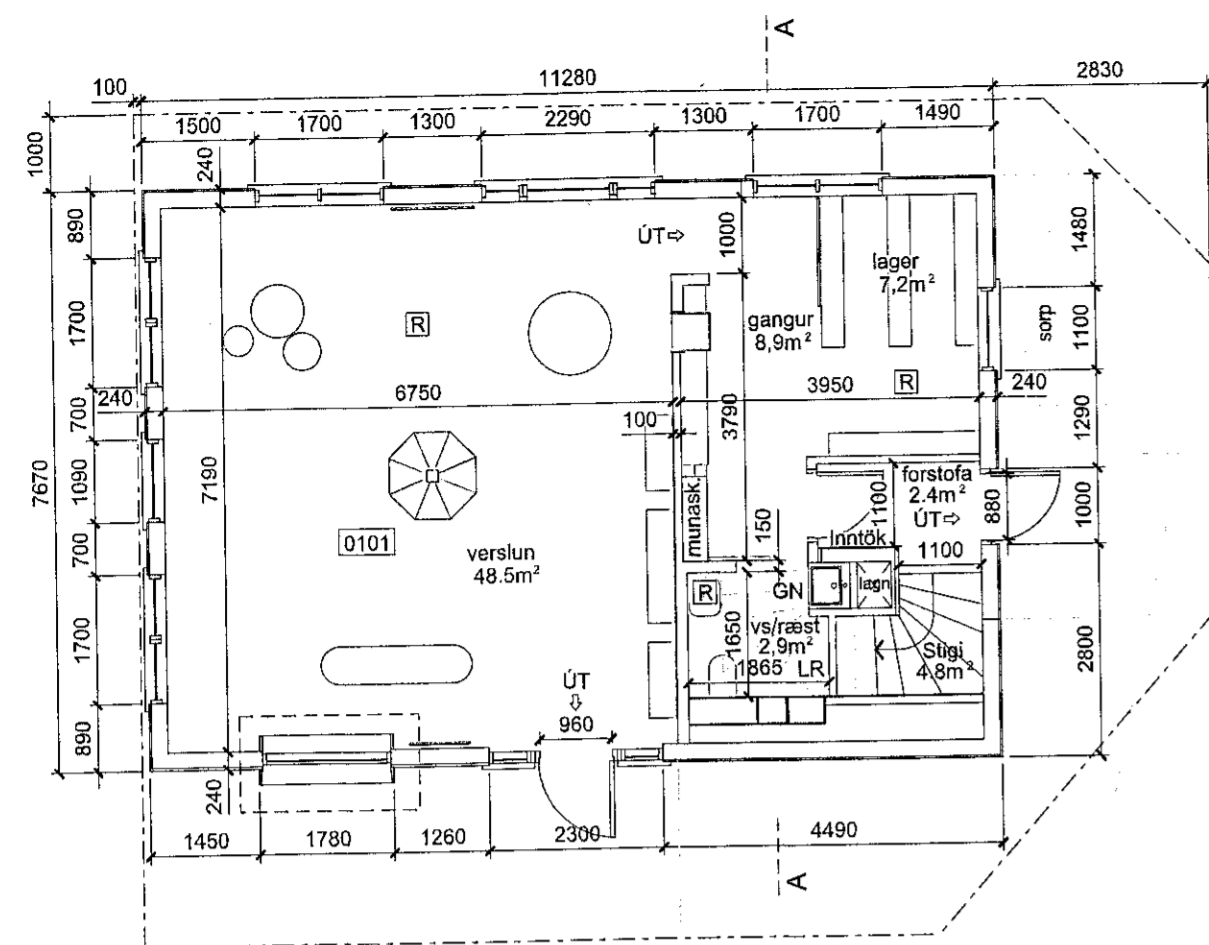 A
11280
2830
100
1500
1700
1300
2290
1300
1700
1490
1000
240
890
1480
ÚT
1000
lager
7,2m²
gangur
8,9m²
sorp
1700
1100
R
R
240
6750
3950
240
700
100
3790
1290
7670
7190
1090
forstofa
2.4m²
ÚT
munask.
1100
880
1000
150
Inntök
1100
0101
verslun
48.5m²
700
R
GN
lagn
1650
vs/ræst
2,9m²
1865
LR
Stigi
4.8m²
2800
1700
ÚT
960
890
240
1450
1780
1260
2300
4490
A